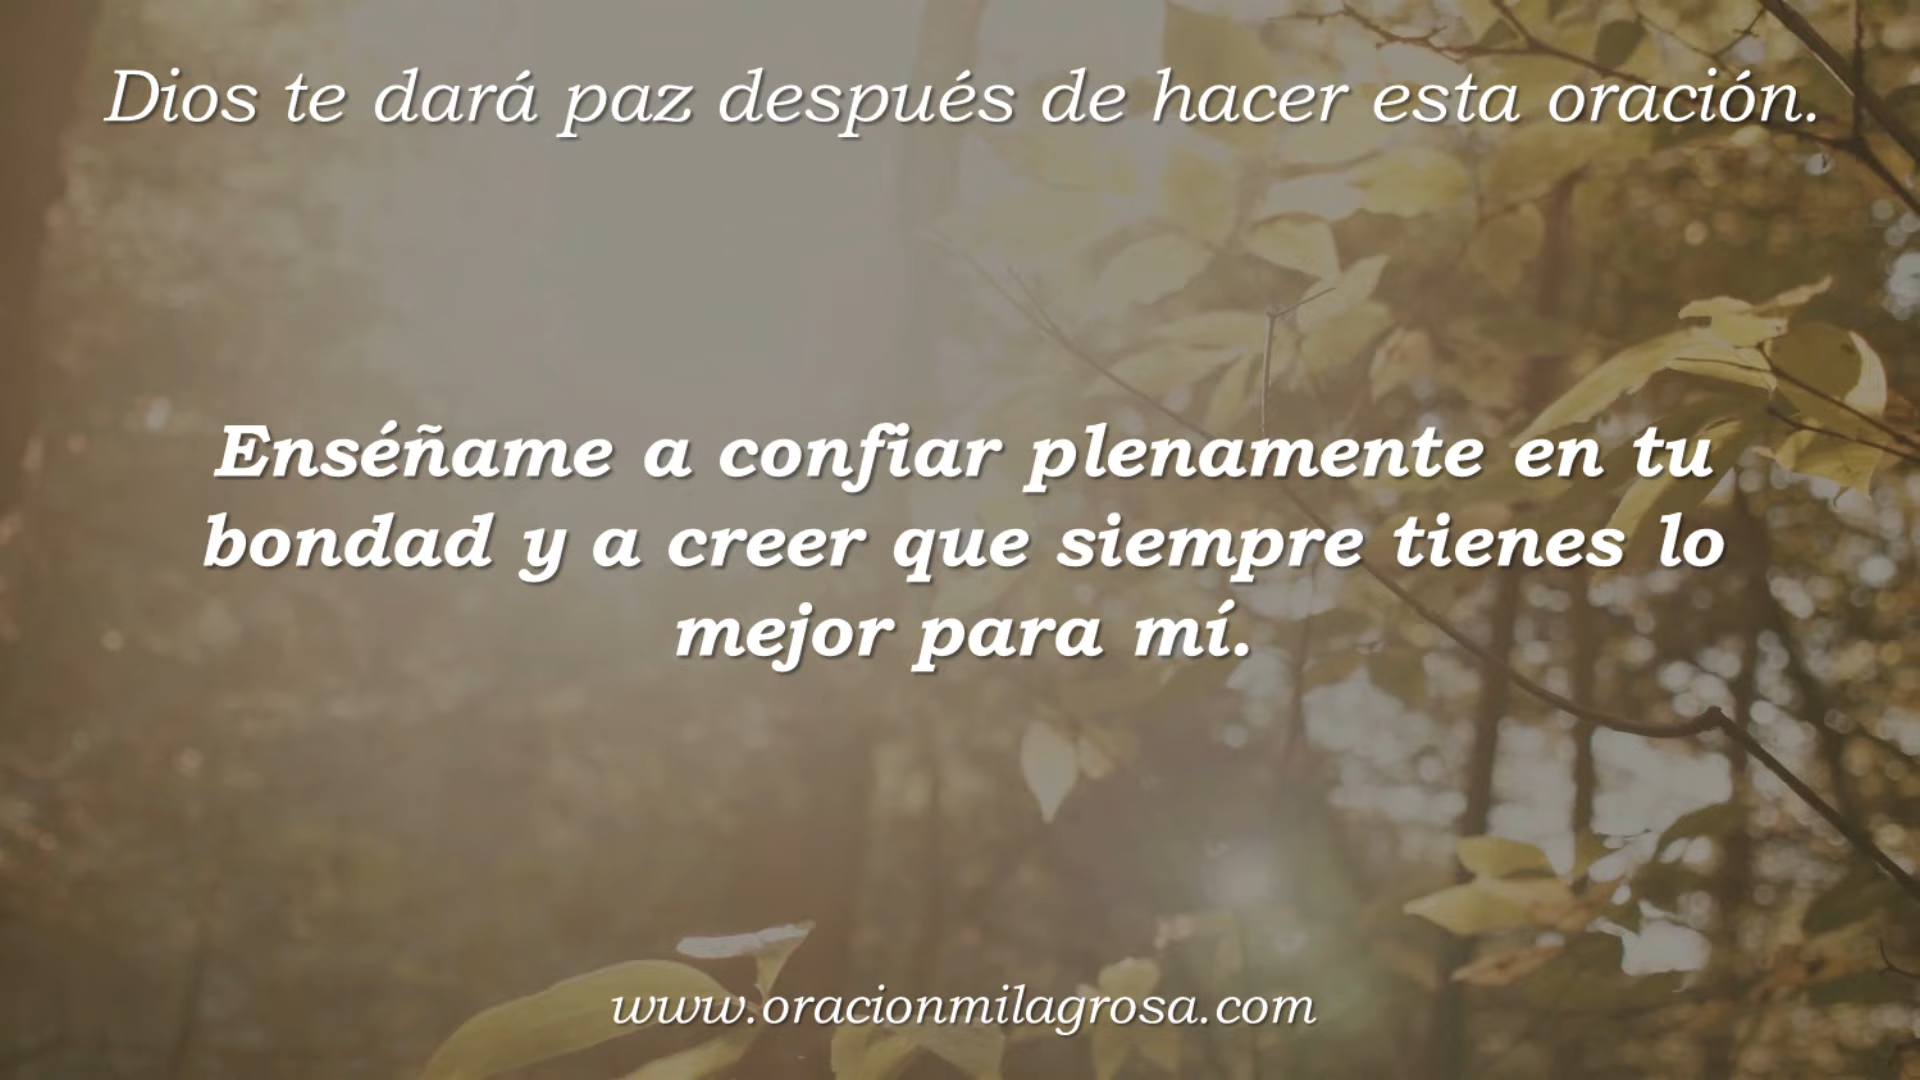 Dios te dará paz después de hacer esta oración.
Enséñame a confiar plenamente en tu
bondad y a creer que siempre tienes lo
mejor para mí.
www.oracionmilagrosa.com